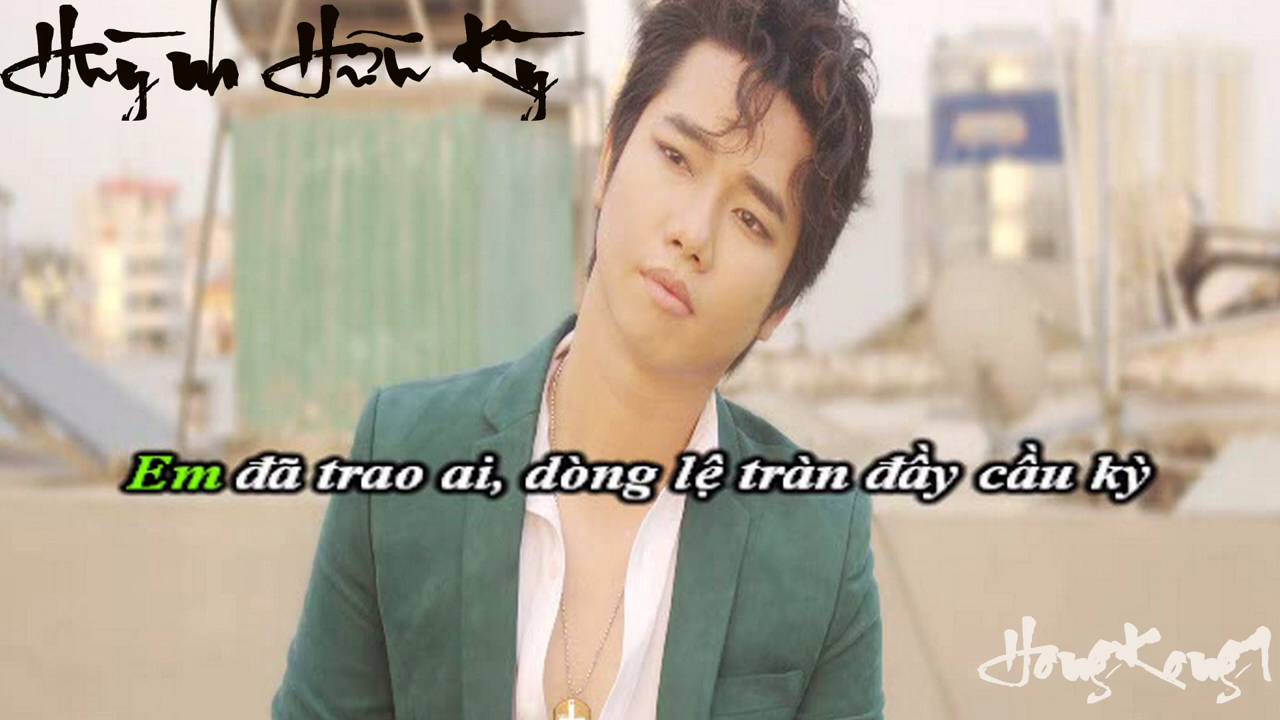 Huỳnh Hữu Kỳ
Em đã trao ai, dòng lệ tràn đầy cầu kỳ
HongKong1